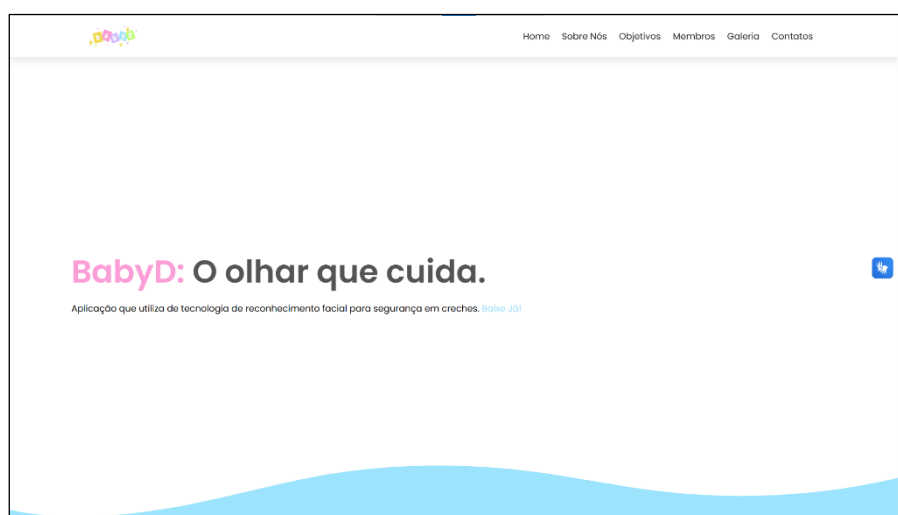 Home Sobre Nós Objetivos Membros Galeria Contatos
BabyD: O olhar que cuida.
Aplicação que utiliza de tecnologia de reconhecimento facial para segurança em creches. Baixe Já!